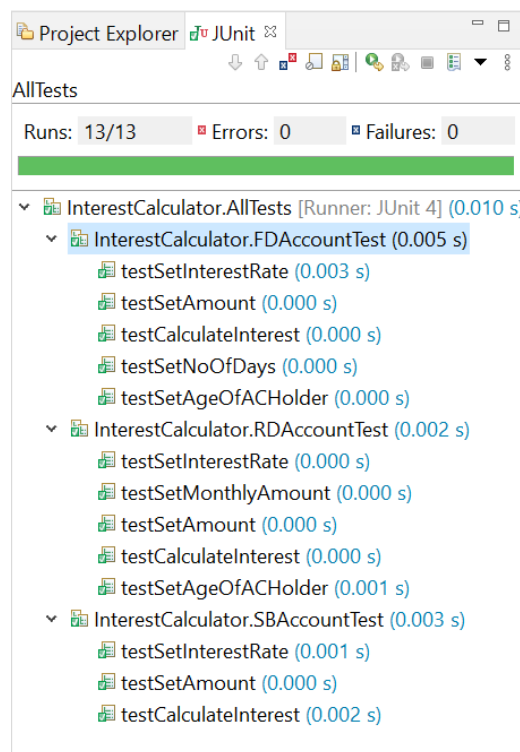 Project Explorer JUnit
AllTests
Runs: 13/13 Errors: 0 Failures: 0
InterestCalculator.AllTests [Runner: JUnit 4] (0.010 s)
InterestCalculator.FDAccountTest (0.005 s)
testSetInterestRate (0.003 s)
testSetAmount (0.000 s)
testCalculateInterest (0.000 s)
testSetNoOfDays (0.000 s)
testSetAgeOfACHolder (0.000 s)
InterestCalculator.RDAccountTest (0.002 s)
testSetInterestRate (0.000 s)
testSetMonthlyAmount (0.000 s)
testSetAmount (0.000 s)
testCalculateInterest (0.000 s)
testSetAgeOfACHolder (0.001 s)
InterestCalculator.SBAccountTest (0.003 s)
testSetInterestRate (0.001 s)
testSetAmount (0.000 s)
testCalculateInterest (0.002 s)